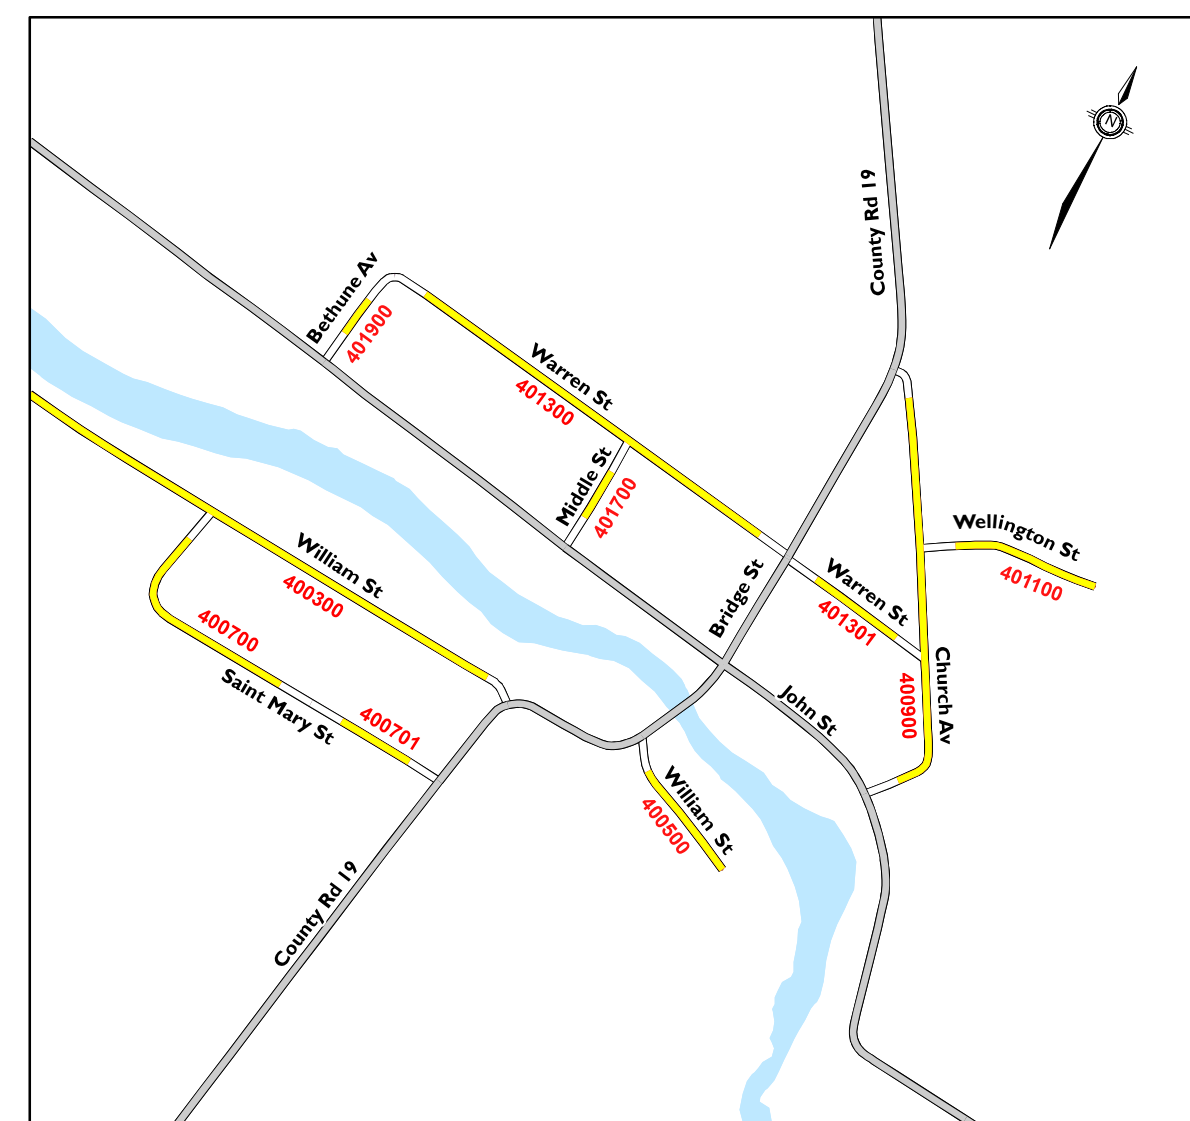 N
County Rd 19
Bethune Av
401900
Warren St
401300
Middle St
401700
Wellington St
401100
William St
400300
Bridge St
Warren St
401301
400700
Saint Mary St
400701
Church Av
400900
John St
William St
400500
County Rd 19